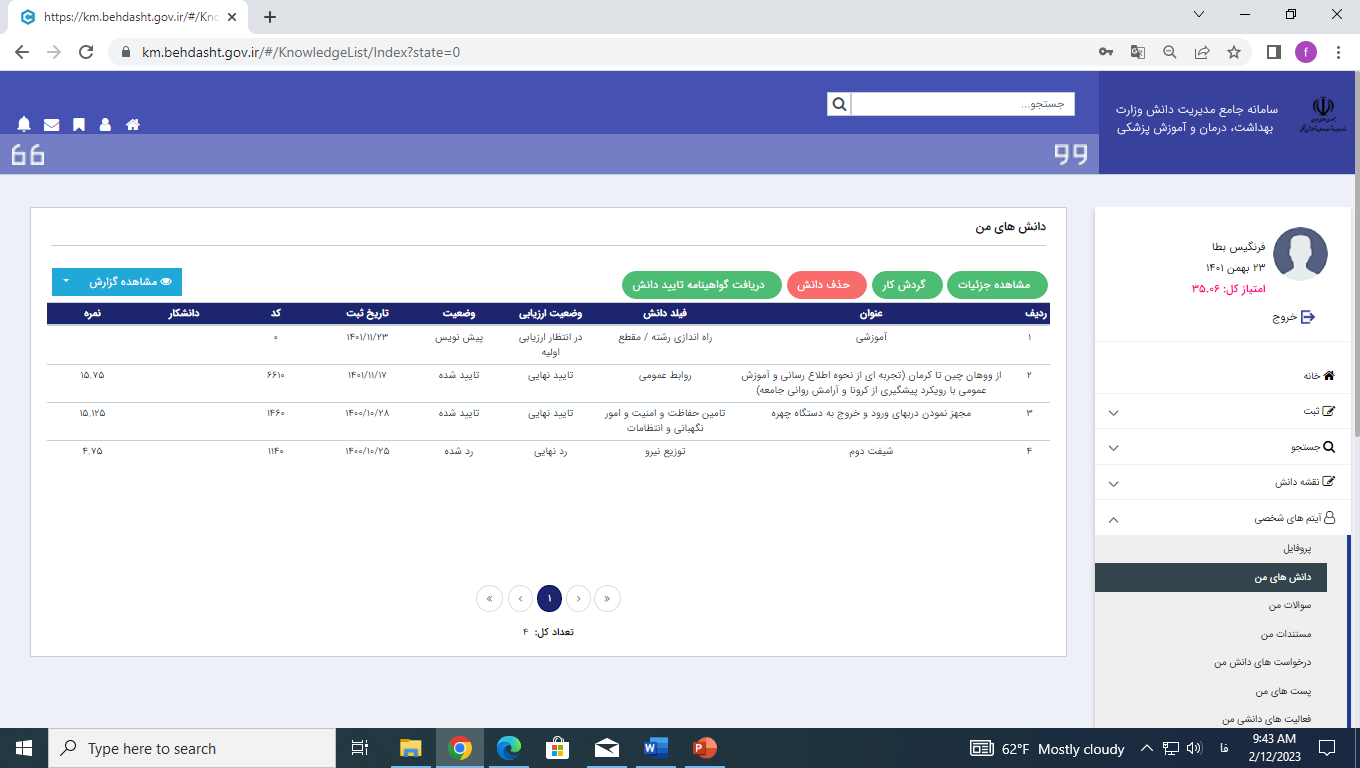 https://km.behdasht.gov.ir/#/Kno
km.behdasht.gov.ir/#/KnowledgeList/Index?state=0
f
سامانه جامع مدیریت دانش وزارت
بهداشت، درمان و آموزش پزشکی
جستجو...
فرنگیس بطا
۲۳ بهمن ۱۴۰۱
امتیاز کل: ۳۵.۰۶
خروج
خانه
ثبت
جستجو
نقشه دانش
آیتم های شخصی
پروفایل
دانش های من
سوالات من
مستندات من
درخواست های دانش من
پست های من
فعالیت های دانشی من
دانش های من
مشاهده جزئیات گردش کار حذف دانش دریافت گواهینامه تایید دانش مشاهده گزارش
ردیف عنوان فیلد دانش وضعیت ارزیابی وضعیت تاریخ ثبت کد دانشکار نمره
۱ آموزشی راه اندازی رشته / مقطع در انتظار ارزیابی پیش نویس ۱۴۰۱/۱۱/۲۳ ۰
اولیه
۲ از ووهان چین تا کرمان (تجربه ای از نحوه اطلاع رسانی و آموزش روابط عمومی تایید نهایی تایید شده ۱۴۰۱/۱۱/۱۷ ۶۶۱۰ ۱۵.۷۵
عمومی با رویکرد پیشگیری از کرونا و آرامش روانی جامعه)
۳ مجهز نمودن دربهای ورود و خروج به دستگاه چهره تامین حفاظت و امنیت و امور تایید نهایی تایید شده ۱۴۰۰/۱۰/۲۸ ۱۴۶۰ ۱۵.۱۲۵
نگهبانی و انتظامات
۴ شیفت دوم توزیع نیرو رد نهایی رد شده ۱۴۰۰/۱۰/۲۵ ۱۱۴۰ ۴.۷۵
« ‹ ۱ › »
تعداد کل: ۴
Type here to search
62°F Mostly cloudy
فا
9:43 AM
2/12/2023